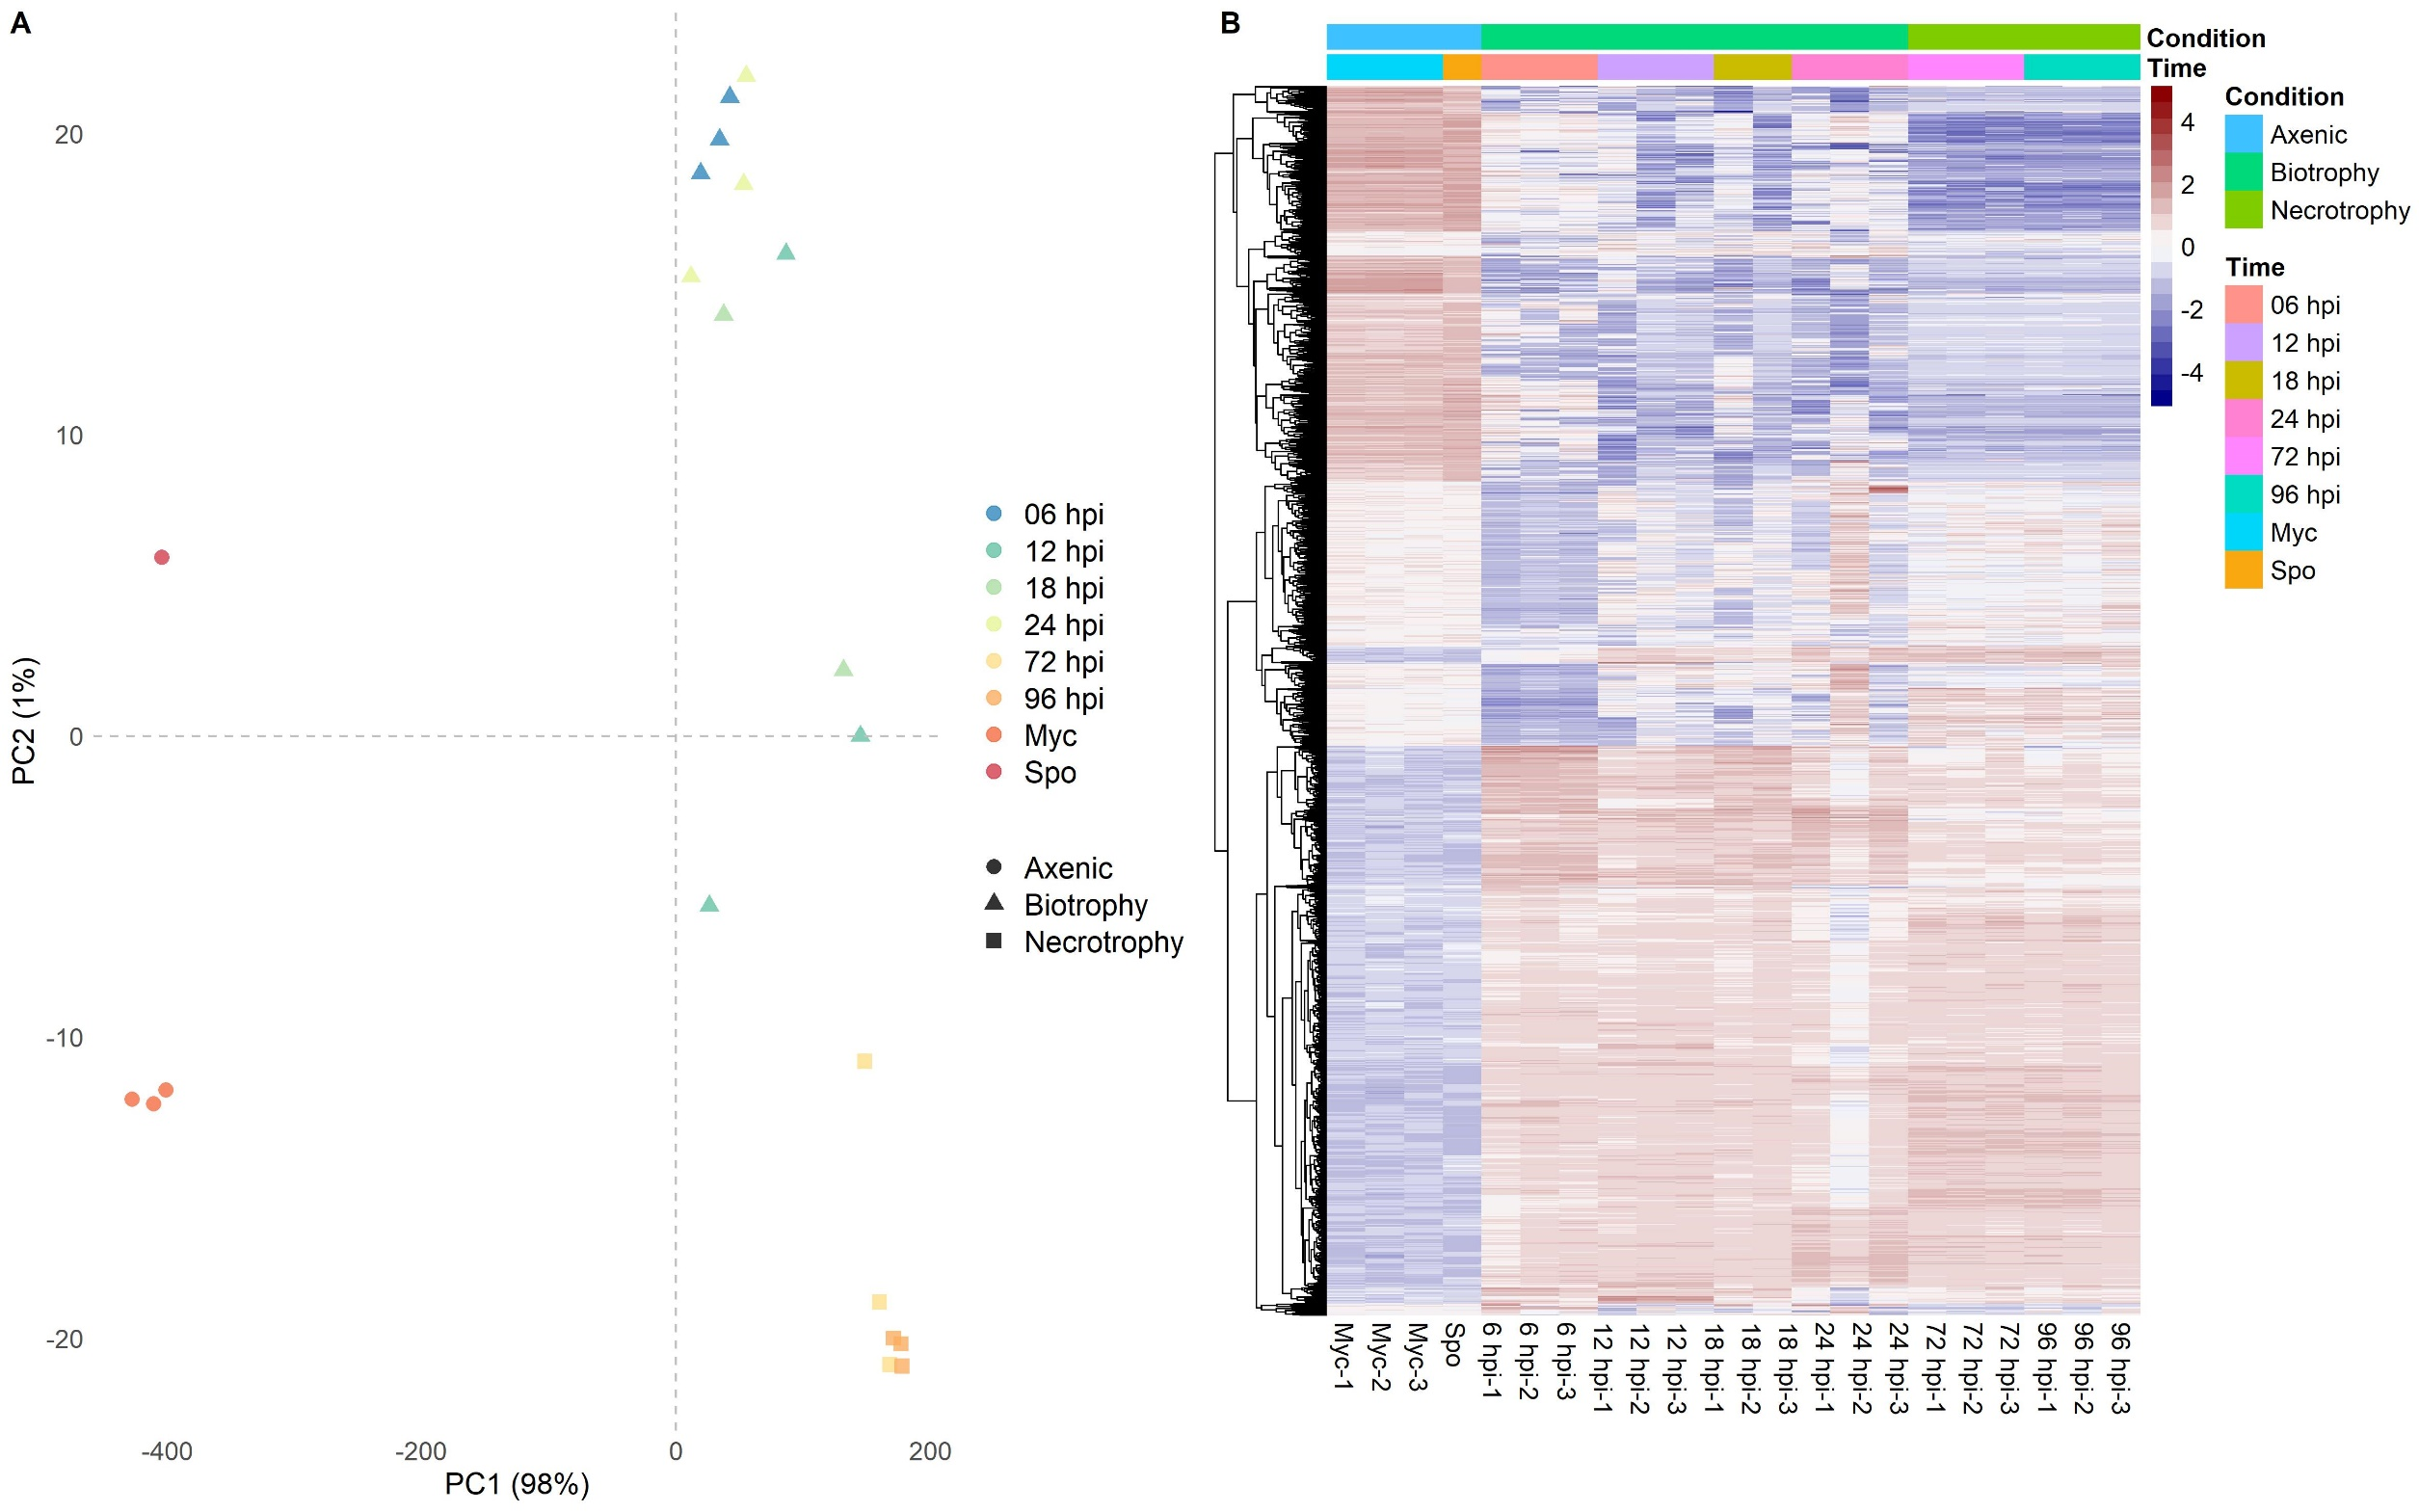 A
20
10
0
-10
-20
PC2 (1%)
-400
-200
0
200
PC1 (98%)
06 hpi
12 hpi
18 hpi
24 hpi
72 hpi
96 hpi
Myc
Spo
Axenic
Biotrophy
Necrotrophy
B
Condition
Time
4
2
0
-2
-4
Condition
Axenic
Biotrophy
Necrotrophy
Time
06 hpi
12 hpi
18 hpi
24 hpi
72 hpi
96 hpi
Myc
Spo
Myc-1
Myc-2
Myc-3
Spo
6 hpi-1
6 hpi-2
6 hpi-3
12 hpi-1
12 hpi-2
12 hpi-3
18 hpi-1
18 hpi-2
18 hpi-3
24 hpi-1
24 hpi-2
24 hpi-3
72 hpi-1
72 hpi-2
72 hpi-3
96 hpi-1
96 hpi-2
96 hpi-3